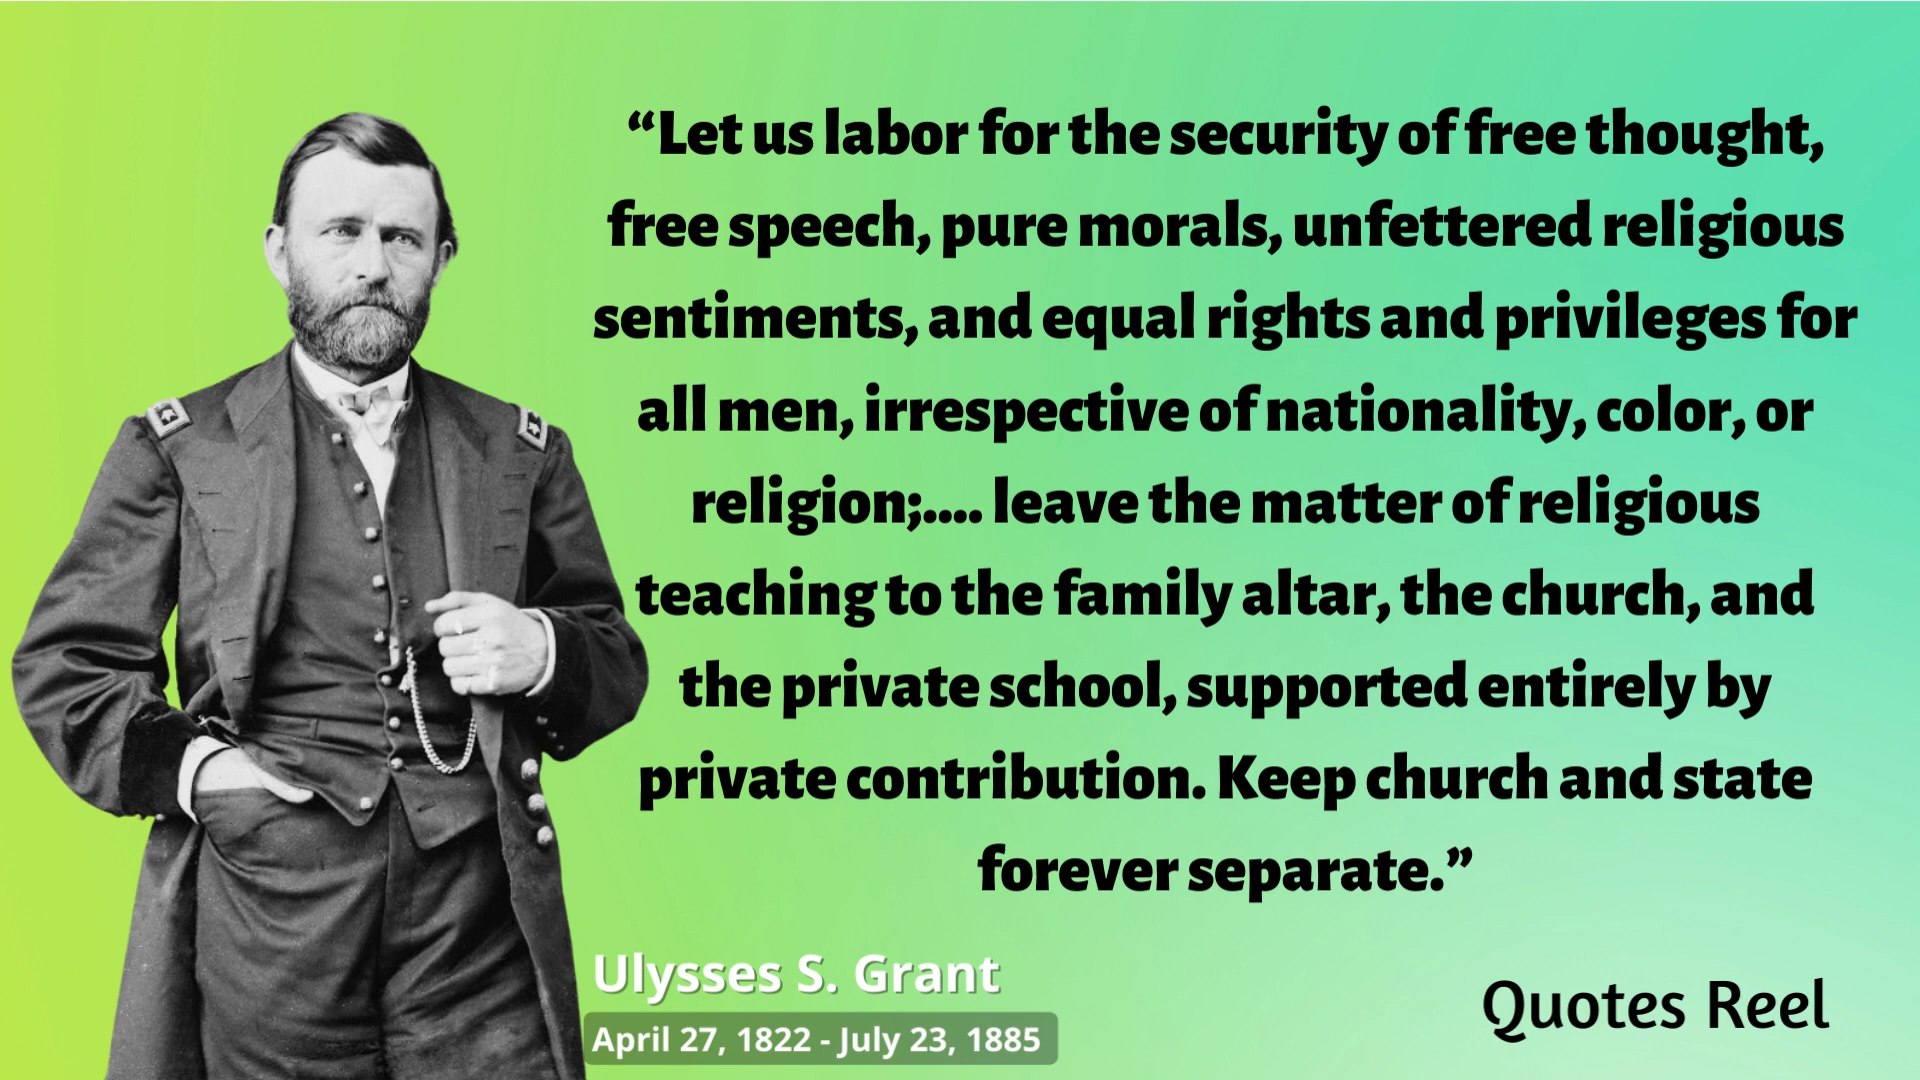 “Let us labor for the security of free thought,
free speech, pure morals, unfettered religious
sentiments, and equal rights and privileges for
all men, irrespective of nationality, color, or
religion;.... leave the matter of religious
teaching to the family altar, the church, and
the private school, supported entirely by
private contribution. Keep church and state
forever separate.”
Ulysses S. Grant
April 27, 1822 - July 23, 1885
Quotes Reel